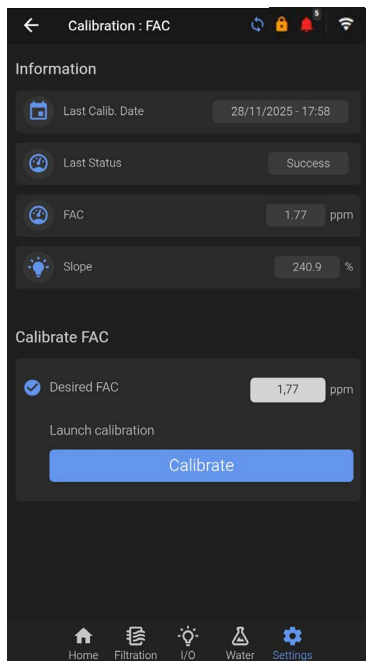 Calibration : FAC
5
Information
Last Calib. Date 28/11/2025 - 17:58
Last Status Success
FAC 1.77 ppm
Slope 240.9 %
Calibrate FAC
Desired FAC 1,77 ppm
Launch calibration
Calibrate
Home Filtration I/O Water Settings